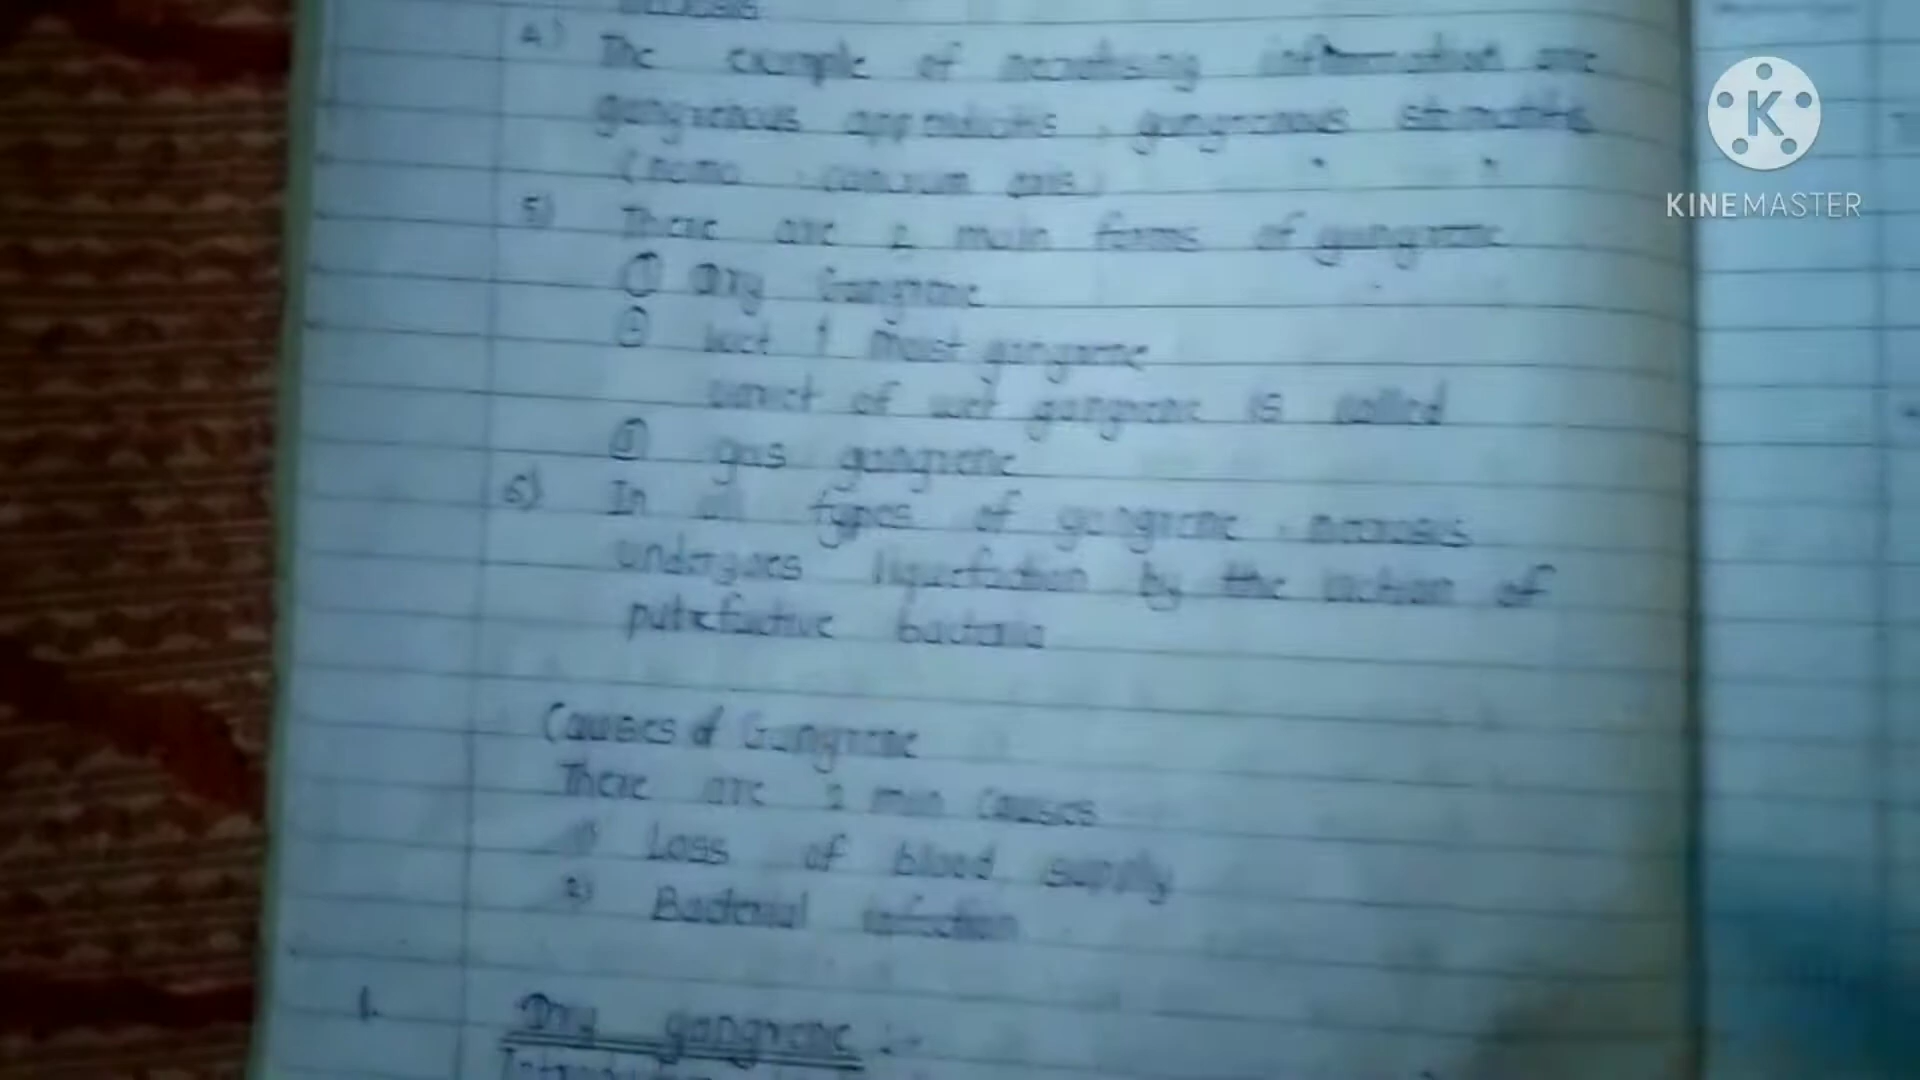 4.) The example of necrotising inflammation are
gangrenous appendicitis, gangrenous stomatitis
(noma, cancrum oris)
5) There are 2 main forms of gangrene
① Dry Gangrene
② Wet / Moist gangrene
of wet gangrene is called
gas gangrene
6) In all types of gangrene, necrosis
undergoes liquefaction by the action of
putrefactive bacteria
Causes of Gangrene
There are 2 main causes
1) Loss of blood supply
2) Bacterial infection
1. Dry gangrene :-
KINEMASTER